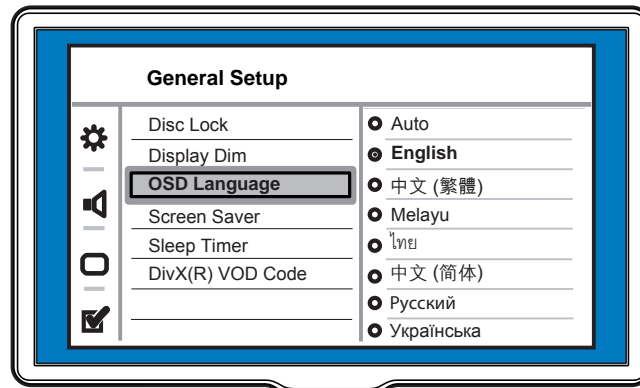 General Setup
Disc Lock
Display Dim
OSD Language
Screen Saver
Sleep Timer
DivX(R) VOD Code
Auto
English
中文 (繁體)
Melayu
ไทย
中文 (简体)
Русский
Українська